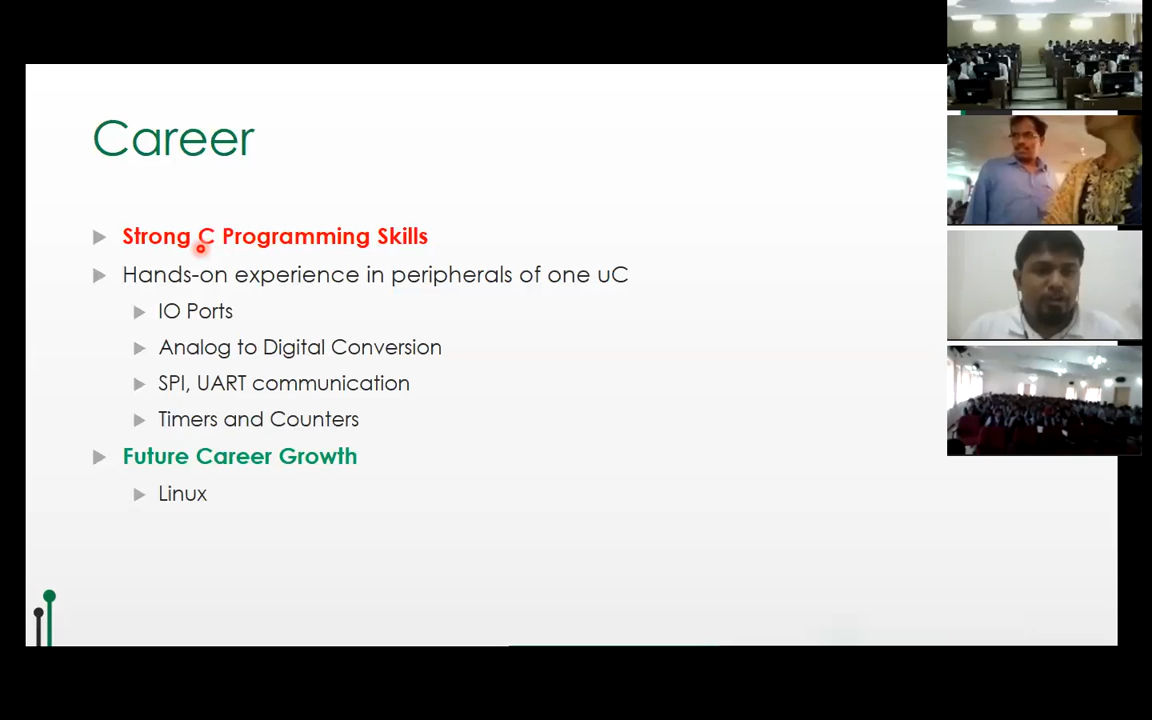 Career
Strong C Programming Skills
Hands-on experience in peripherals of one uC
IO Ports
Analog to Digital Conversion
SPI, UART communication
Timers and Counters
Future Career Growth
Linux